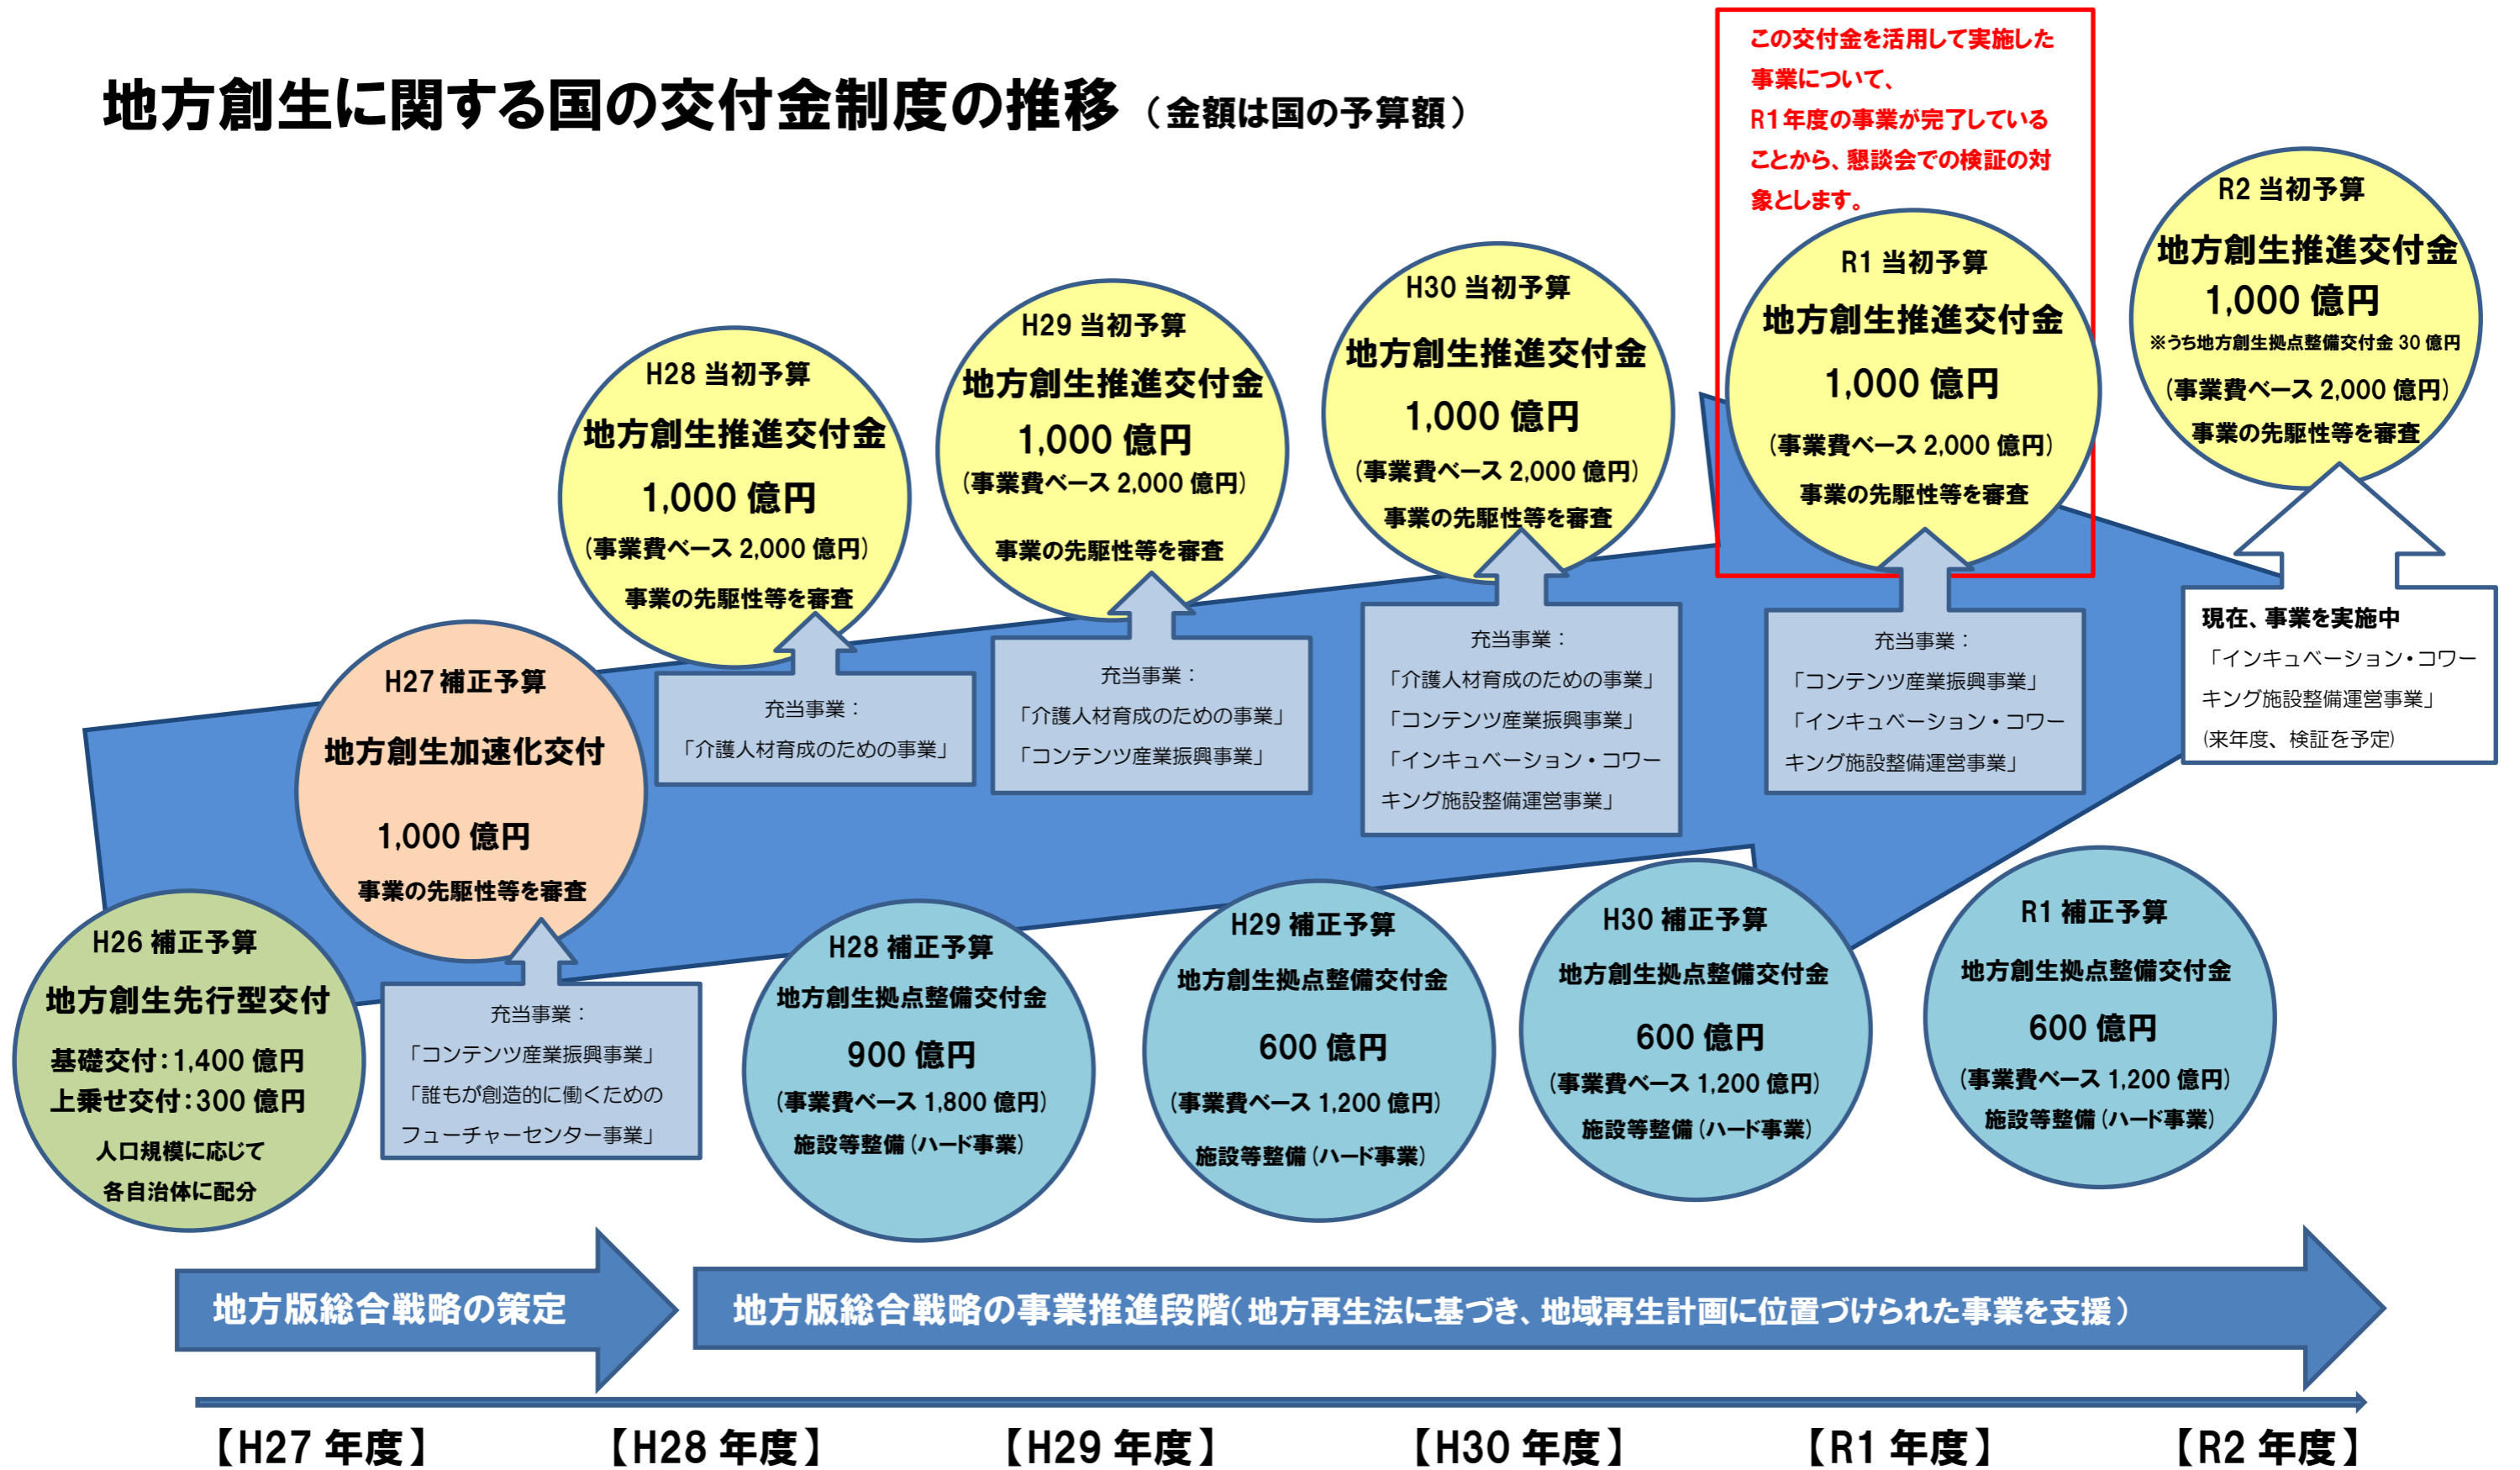 地方創生に関する国の交付金制度の推移（金額は国の予算額）
この交付金を活用して実施した
事業について、
R1年度の事業が完了している
ことから、懇談会での検証の対
象とします。
H26 補正予算
地方創生先行型交付
基礎交付：1,400 億円
上乗せ交付：300 億円
人口規模に応じて
各自治体に配分
H27 補正予算
地方創生加速化交付
1,000 億円
事業の先駆性等を審査
充当事業：
「コンテンツ産業振興事業」
「誰もが創造的に働くための
フューチャーセンター事業」
H28 当初予算
地方創生推進交付金
1,000 億円
（事業費ベース 2,000 億円）
事業の先駆性等を審査
充当事業：
「介護人材育成のための事業」
H29 当初予算
地方創生推進交付金
1,000 億円
（事業費ベース 2,000 億円）
事業の先駆性等を審査
充当事業：
「介護人材育成のための事業」
「コンテンツ産業振興事業」
H30 当初予算
地方創生推進交付金
1,000 億円
（事業費ベース 2,000 億円）
事業の先駆性等を審査
充当事業：
「介護人材育成のための事業」
「コンテンツ産業振興事業」
「インキュベーション・コワー
キング施設整備運営事業」
R1 当初予算
地方創生推進交付金
1,000 億円
（事業費ベース 2,000 億円）
事業の先駆性等を審査
充当事業：
「コンテンツ産業振興事業」
「インキュベーション・コワー
キング施設整備運営事業」
R2 当初予算
地方創生推進交付金
1,000 億円
※うち地方創生拠点整備交付金 30 億円
（事業費ベース 2,000 億円）
事業の先駆性等を審査
現在、事業を実施中
「インキュベーション・コワー
キング施設整備運営事業」
（来年度、検証を予定）
H28 補正予算
地方創生拠点整備交付金
900 億円
（事業費ベース 1,800 億円）
施設等整備（ハード事業）
H29 補正予算
地方創生拠点整備交付金
600 億円
（事業費ベース 1,200 億円）
施設等整備（ハード事業）
H30 補正予算
地方創生拠点整備交付金
600 億円
（事業費ベース 1,200 億円）
施設等整備（ハード事業）
R1 補正予算
地方創生拠点整備交付金
600 億円
（事業費ベース 1,200 億円）
施設等整備（ハード事業）
地方版総合戦略の策定
地方版総合戦略の事業推進段階（地方再生法に基づき、地域再生計画に位置づけられた事業を支援）
【H27 年度】
【H28 年度】
【H29 年度】
【H30 年度】
【R1 年度】
【R2 年度】